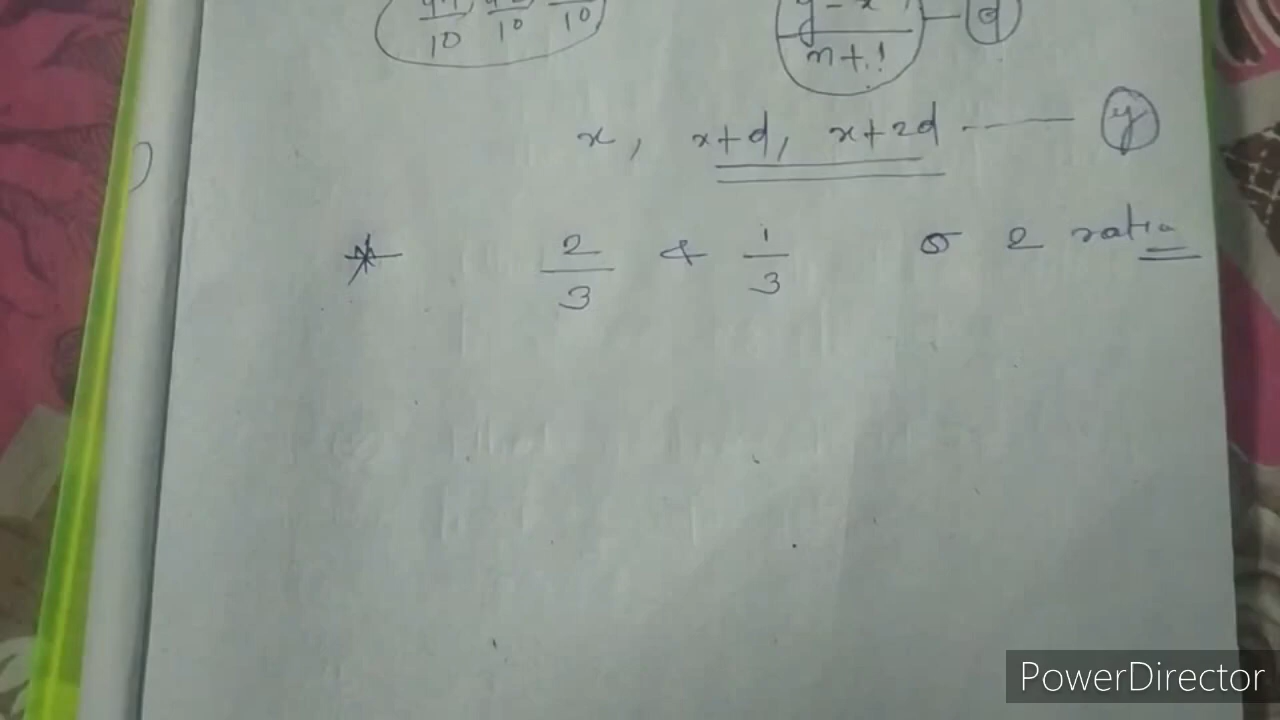 10 10 10
y - x
n + 1 d
x , x+d, x+2d ------ y
* 2/3 & 1/3 2 ratio
PowerDirector